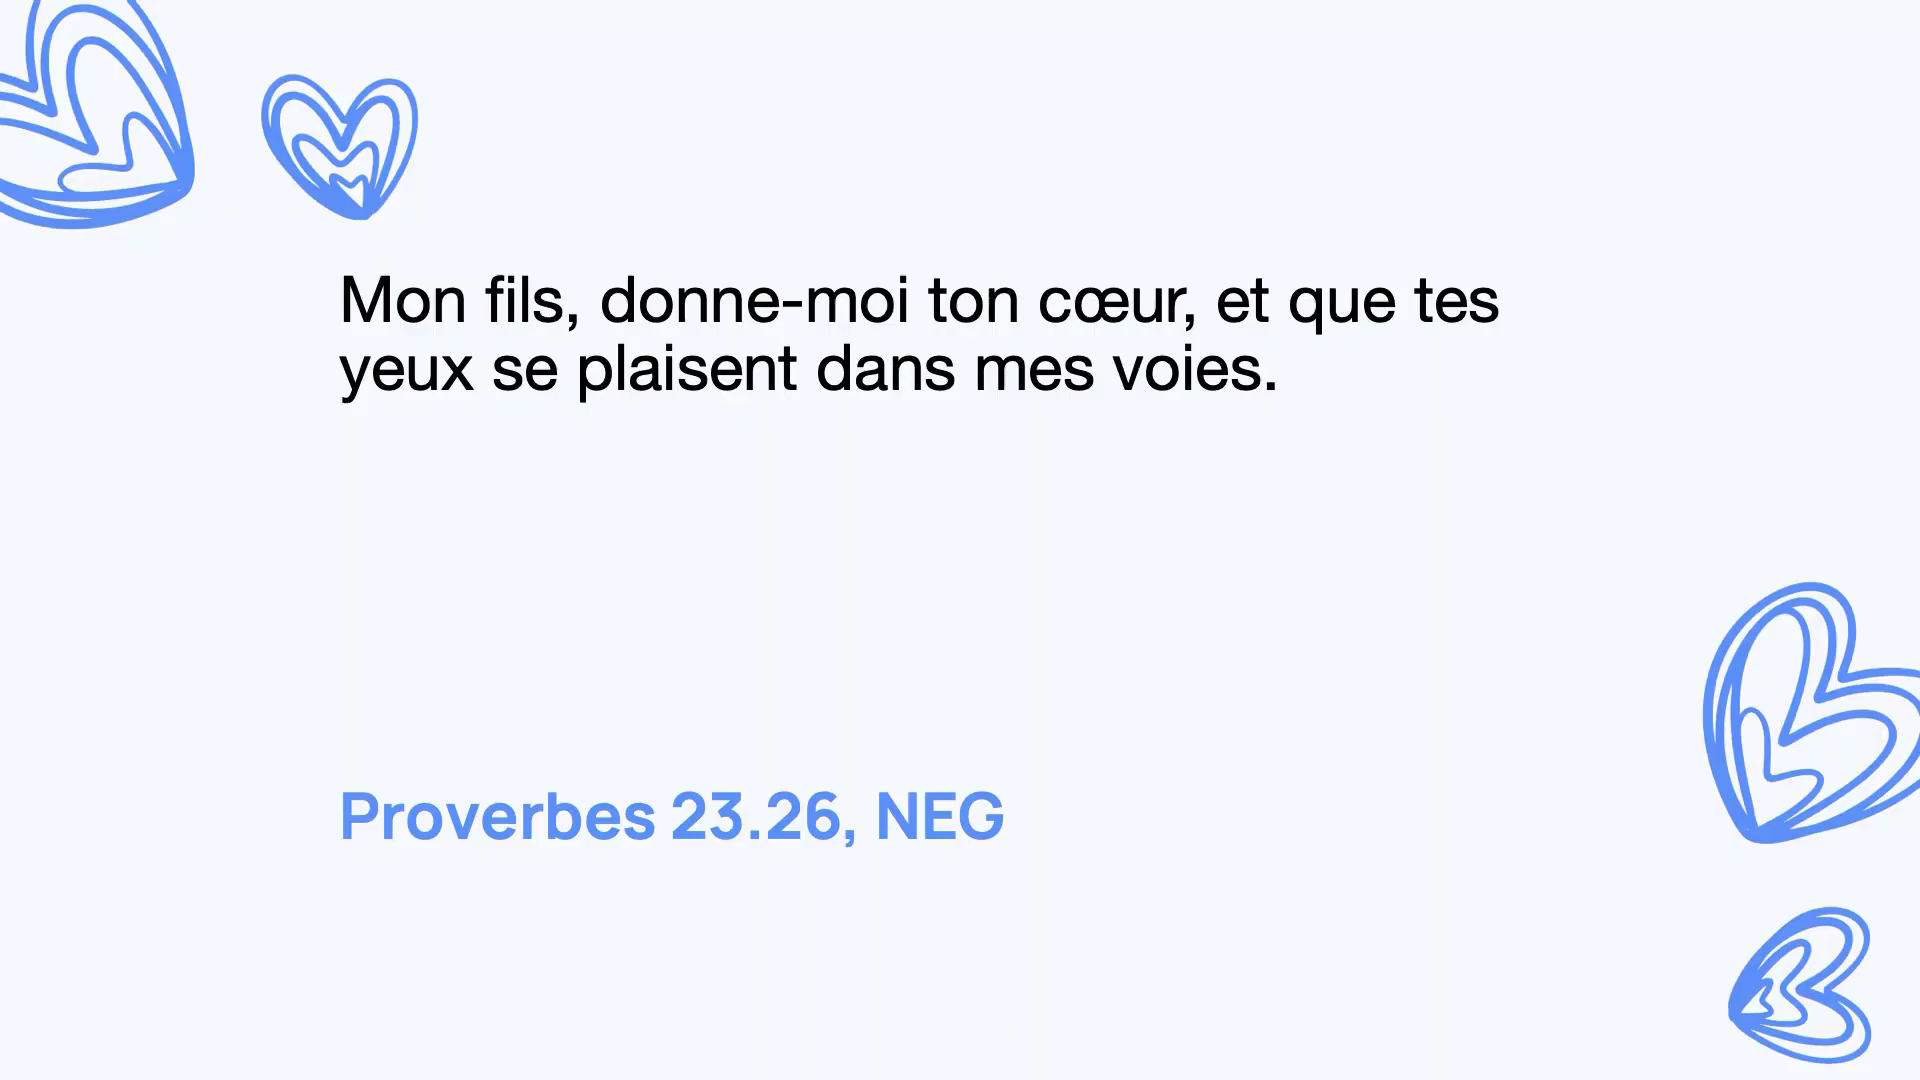 Mon fils, donne-moi ton cœur, et que tes
yeux se plaisent dans mes voies.
Proverbes 23.26, NEG